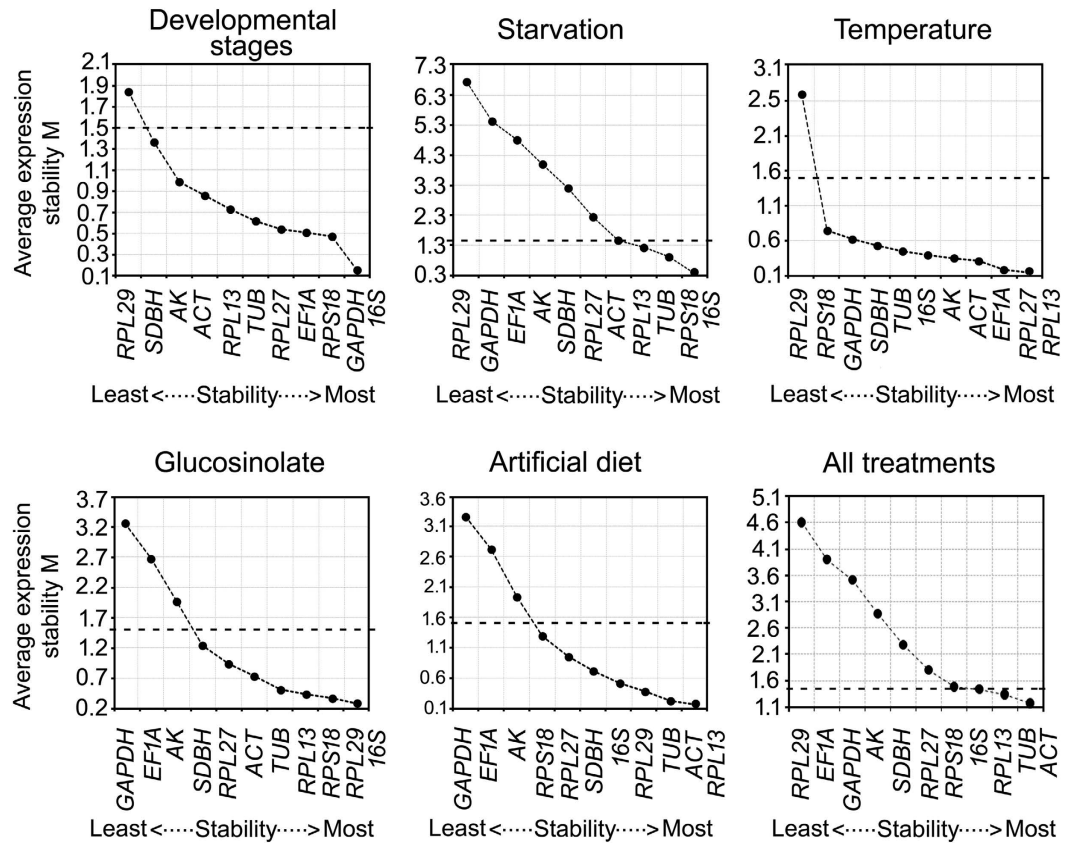 Developmental
stages
Average expression
stability M
2.1
1.9
1.7
1.5
1.3
1.1
0.9
0.7
0.5
0.3
0.1
RPL29
SDBH
AK
ACT
RPL13
TUB
RPL27
EF1A
RPS18
GAPDH
16S
Least <·····Stability·····> Most
Starvation
7.3
6.3
5.3
4.3
3.3
2.3
1.3
0.3
RPL29
GAPDH
EF1A
AK
SDBH
RPL27
ACT
RPL13
TUB
RPS18
16S
Least <·····Stability·····> Most
Temperature
3.1
2.5
2.1
1.6
1.1
0.6
0.1
RPL29
RPS18
GAPDH
SDBH
TUB
16S
AK
ACT
EF1A
RPL27
RPL13
Least <·····Stability·····> Most
Glucosinolate
Average expression
stability M
3.7
3.2
2.7
2.2
1.7
1.2
0.7
0.2
GAPDH
EF1A
AK
SDBH
RPL27
ACT
TUB
RPL13
RPS18
RPL29
16S
Least <·····Stability·····> Most
Artificial diet
3.6
3.1
2.6
2.1
1.6
1.1
0.6
0.1
GAPDH
EF1A
AK
RPS18
RPL27
SDBH
16S
RPL29
TUB
ACT
RPL13
Least <·····Stability·····> Most
All treatments
5.1
4.6
4.1
3.6
3.1
2.6
2.1
1.6
1.1
RPL29
EF1A
GAPDH
AK
SDBH
RPL27
RPS18
16S
RPL13
TUB
ACT
Least <·····Stability·····> Most